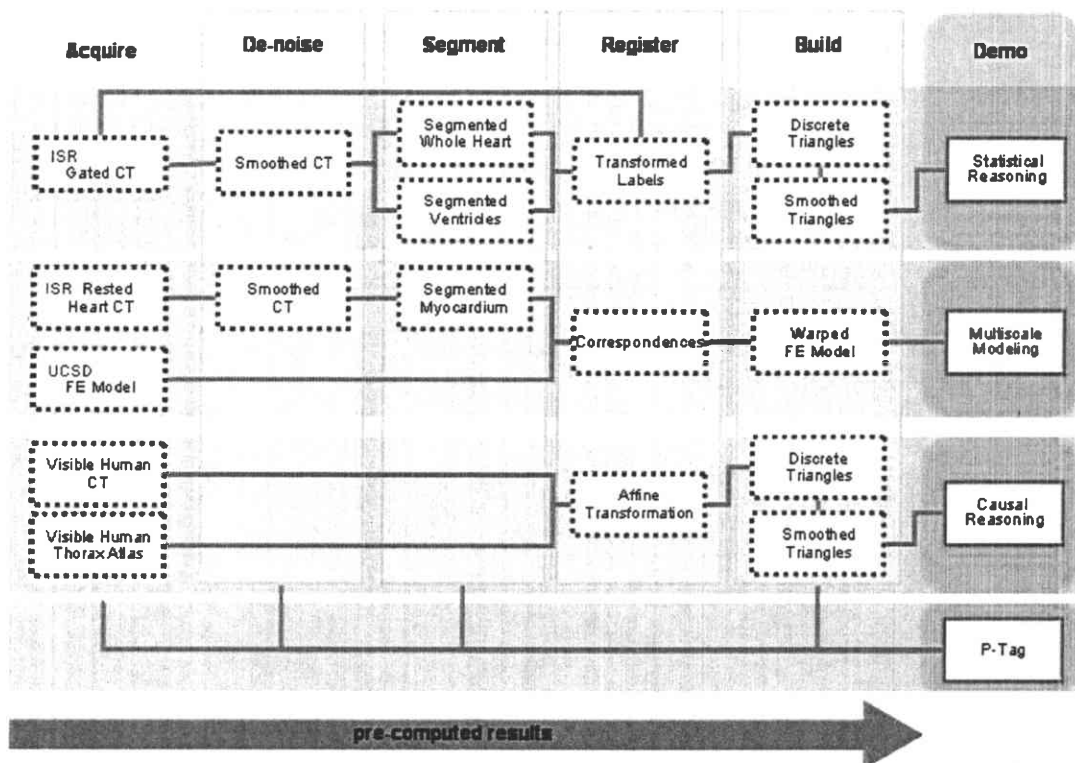 Acquire
De-noise
Segment
Register
Build
Demo
ISR
Gated CT
Smoothed CT
Segmented
Whole Heart
Segmented
Ventricles
Transformed
Labels
Discrete
Triangles
Smoothed
Triangles
Statistical
Reasoning
ISR Rested
Heart CT
Smoothed
CT
Segmented
Myocardium
UCSD
FE Model
Correspondences
Warped
FE Model
Multiscale
Modeling
Visible Human
CT
Visible Human
Thorax Atlas
Affine
Transformation
Discrete
Triangles
Smoothed
Triangles
Causal
Reasoning
P-Tag
pre-computed results